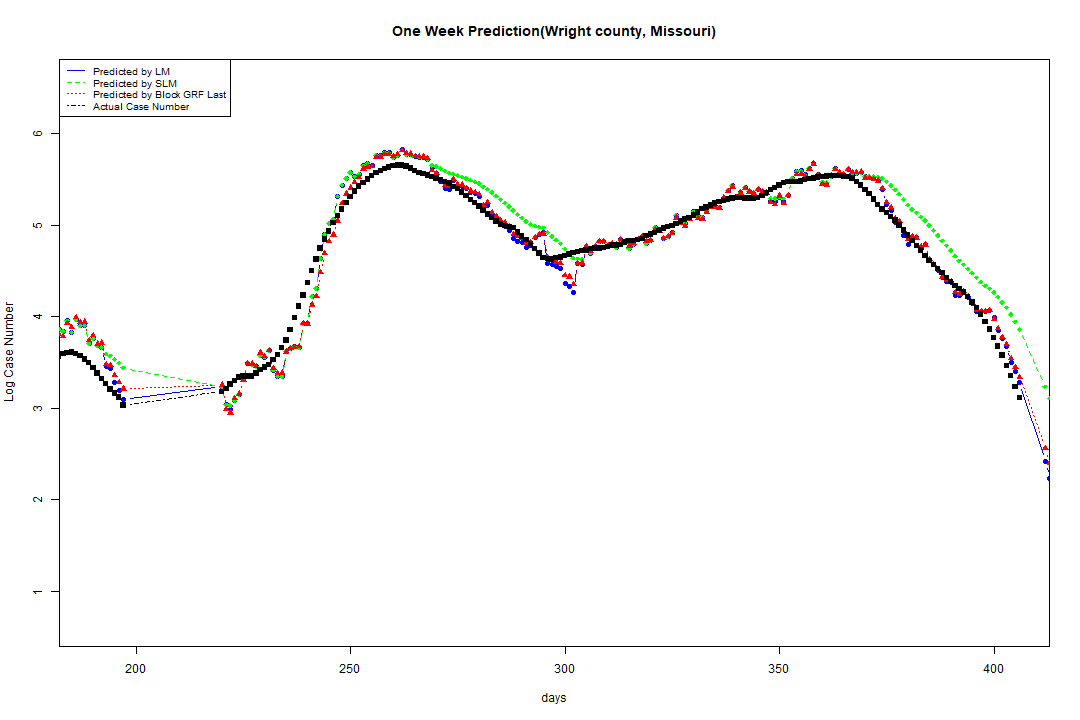 One Week Prediction(Wright county, Missouri)
Predicted by LM
Predicted by SLM
Predicted by Block GRF Last
Actual Case Number
6
5
4
3
2
1
Log Case Number
200 250 300 350 400
days